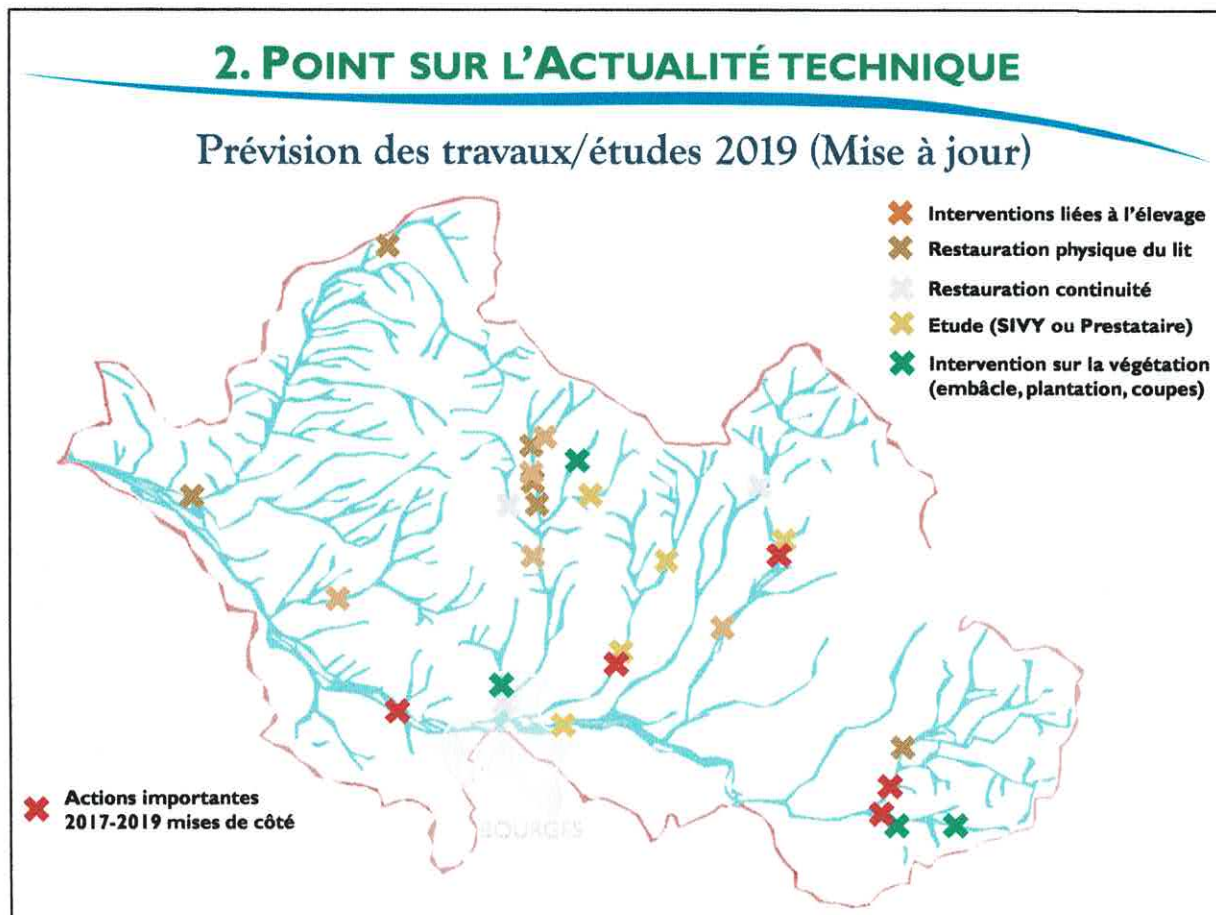 2. POINT SUR L'ACTUALITÉ TECHNIQUE
Prévision des travaux/études 2019 (Mise à jour)
Interventions liées à l'élevage
Restauration physique du lit
Restauration continuité
Etude (SIVY ou Prestataire)
Intervention sur la végétation
(embâcle, plantation, coupes)
Actions importantes
2017-2019 mises de côté
BOURGES